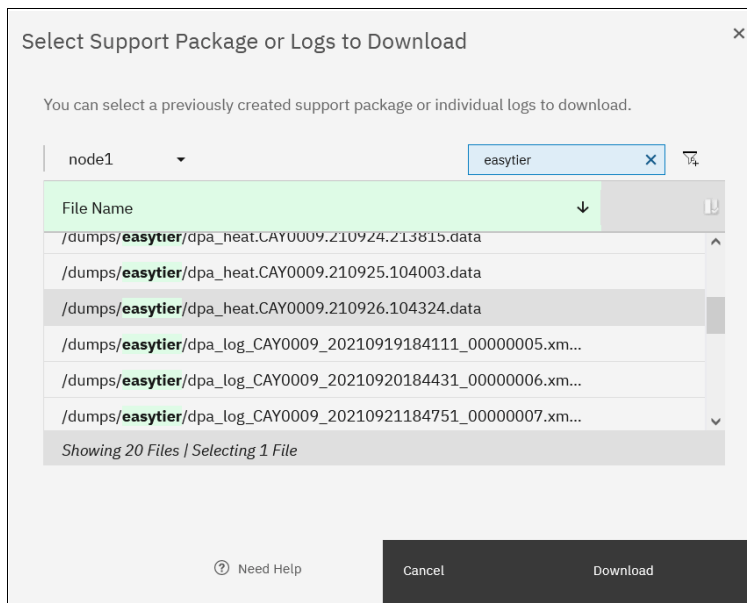 Select Support Package or Logs to Download
You can select a previously created support package or individual logs to download.
node1 easytier
File Name
/dumps/easytier/dpa_heat.CAY0009.210924.213815.data
/dumps/easytier/dpa_heat.CAY0009.210925.104003.data
/dumps/easytier/dpa_heat.CAY0009.210926.104324.data
/dumps/easytier/dpa_log_CAY0009_20210919184111_00000005.xm...
/dumps/easytier/dpa_log_CAY0009_20210920184431_00000006.xm...
/dumps/easytier/dpa_log_CAY0009_20210921184751_00000007.xm...
Showing 20 Files | Selecting 1 File
Need Help Cancel Download